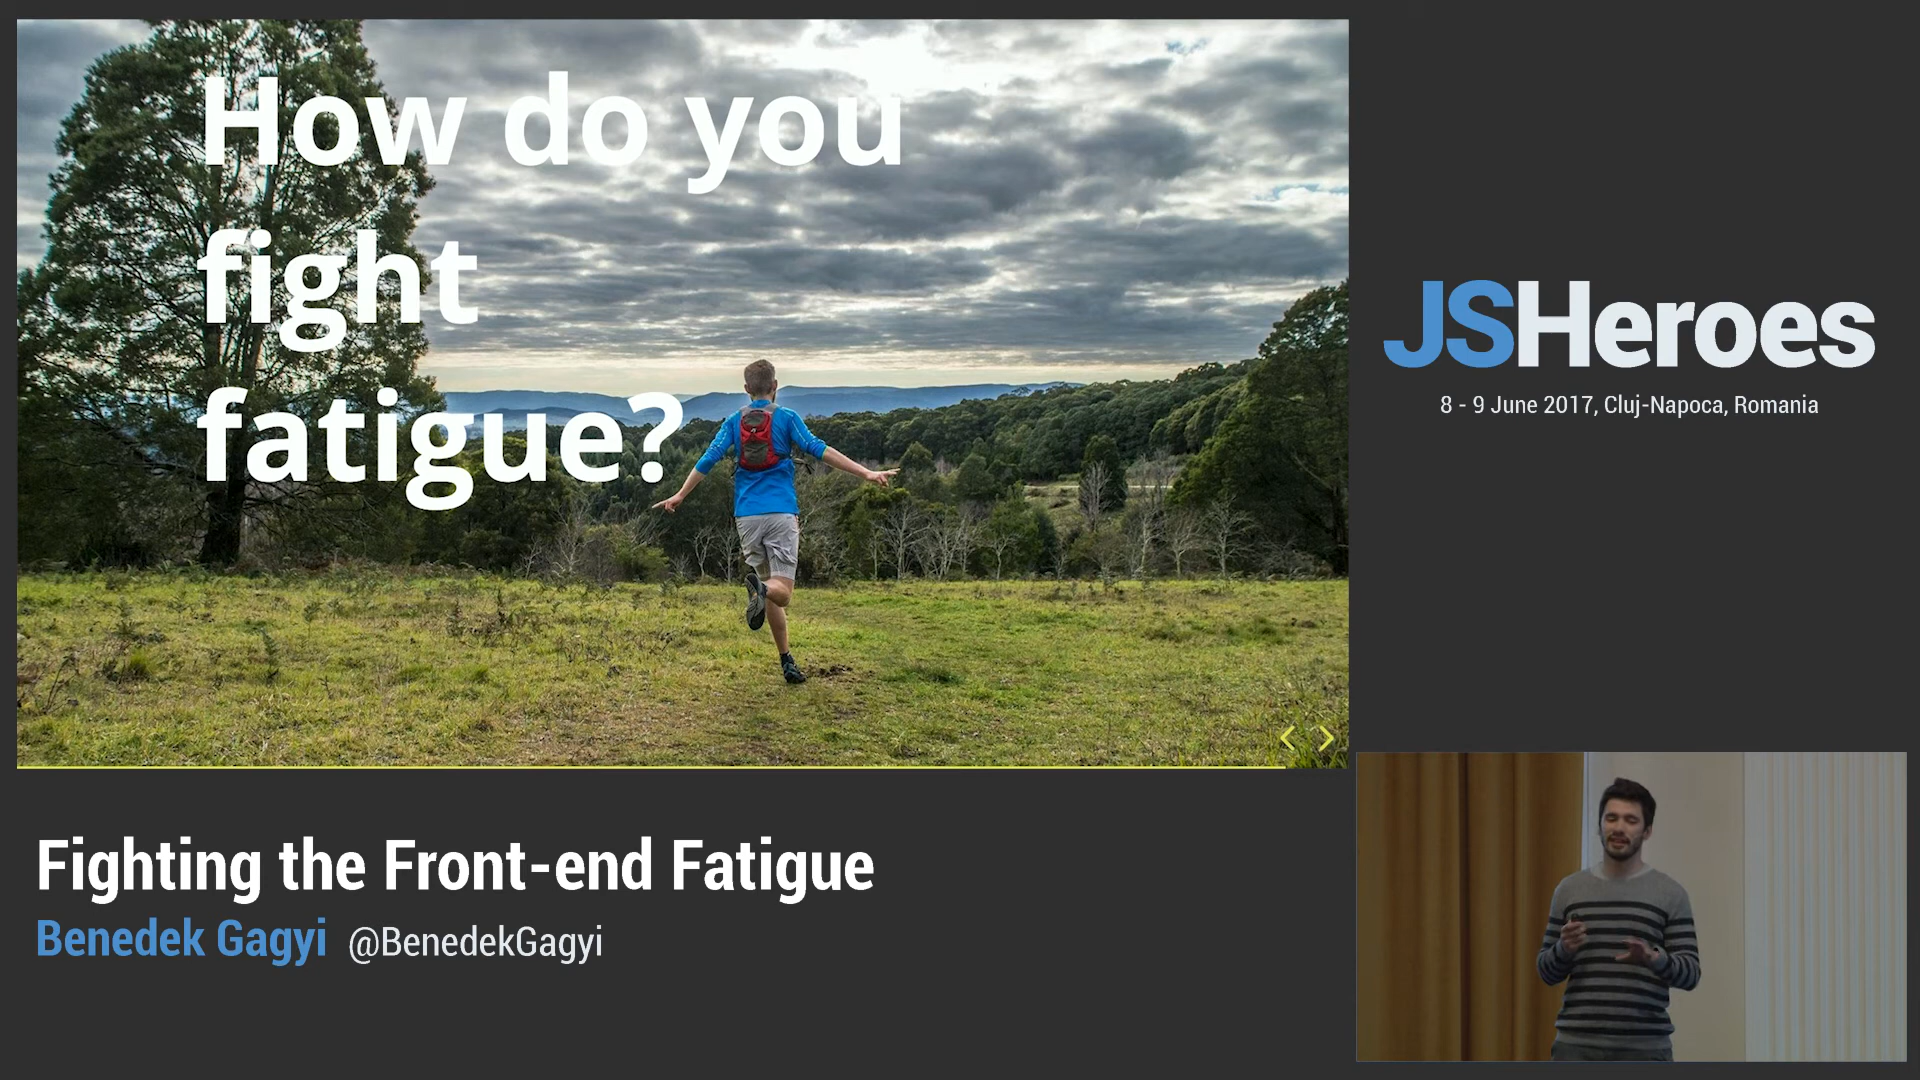 How do you
fight
fatigue?
JSHeroes
8 - 9 June 2017, Cluj-Napoca, Romania
Fighting the Front-end Fatigue
Benedek Gagyi @BenedekGagyi